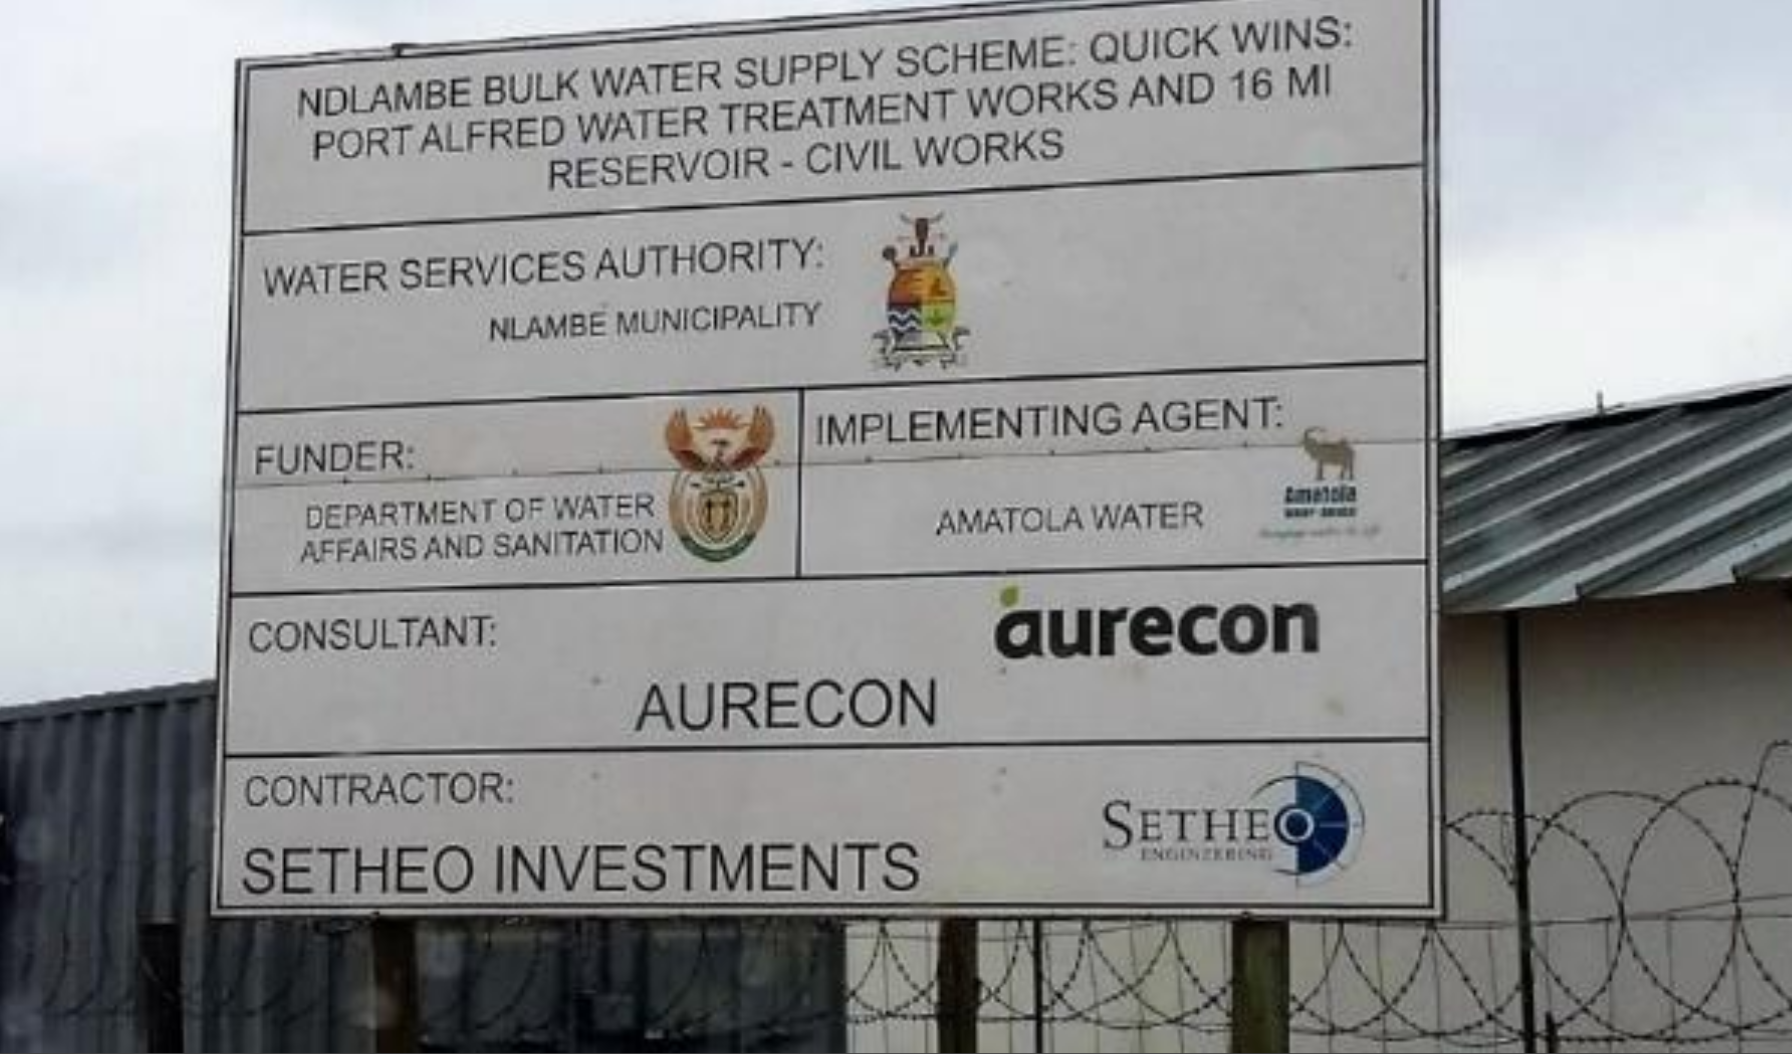 NDLAMBE BULK WATER SUPPLY SCHEME: QUICK WINS:
PORT ALFRED WATER TREATMENT WORKS AND 16 Ml
RESERVOIR - CIVIL WORKS
WATER SERVICES AUTHORITY:
NLAMBE MUNICIPALITY
FUNDER:
DEPARTMENT OF WATER
AFFAIRS AND SANITATION
IMPLEMENTING AGENT:
AMATOLA WATER
Amatola
CONSULTANT:
aurecon
AURECON
CONTRACTOR:
SETHEO INVESTMENTS
SETHEO
ENGINEERING